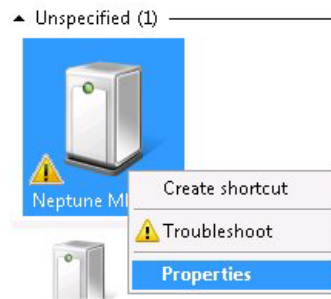 Unspecified (1)
Neptune
Create shortcut
Troubleshoot
Properties